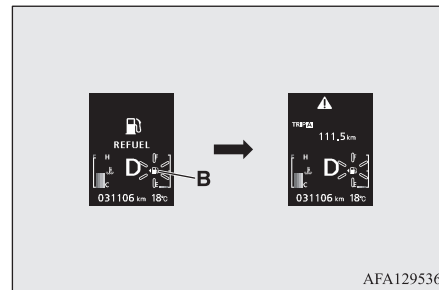 REFUEL
F H
D
B
C E
031106 km 18℃
TRIP A
111.5 km
F H F
D
C E
031106 km 18℃
AFA129536